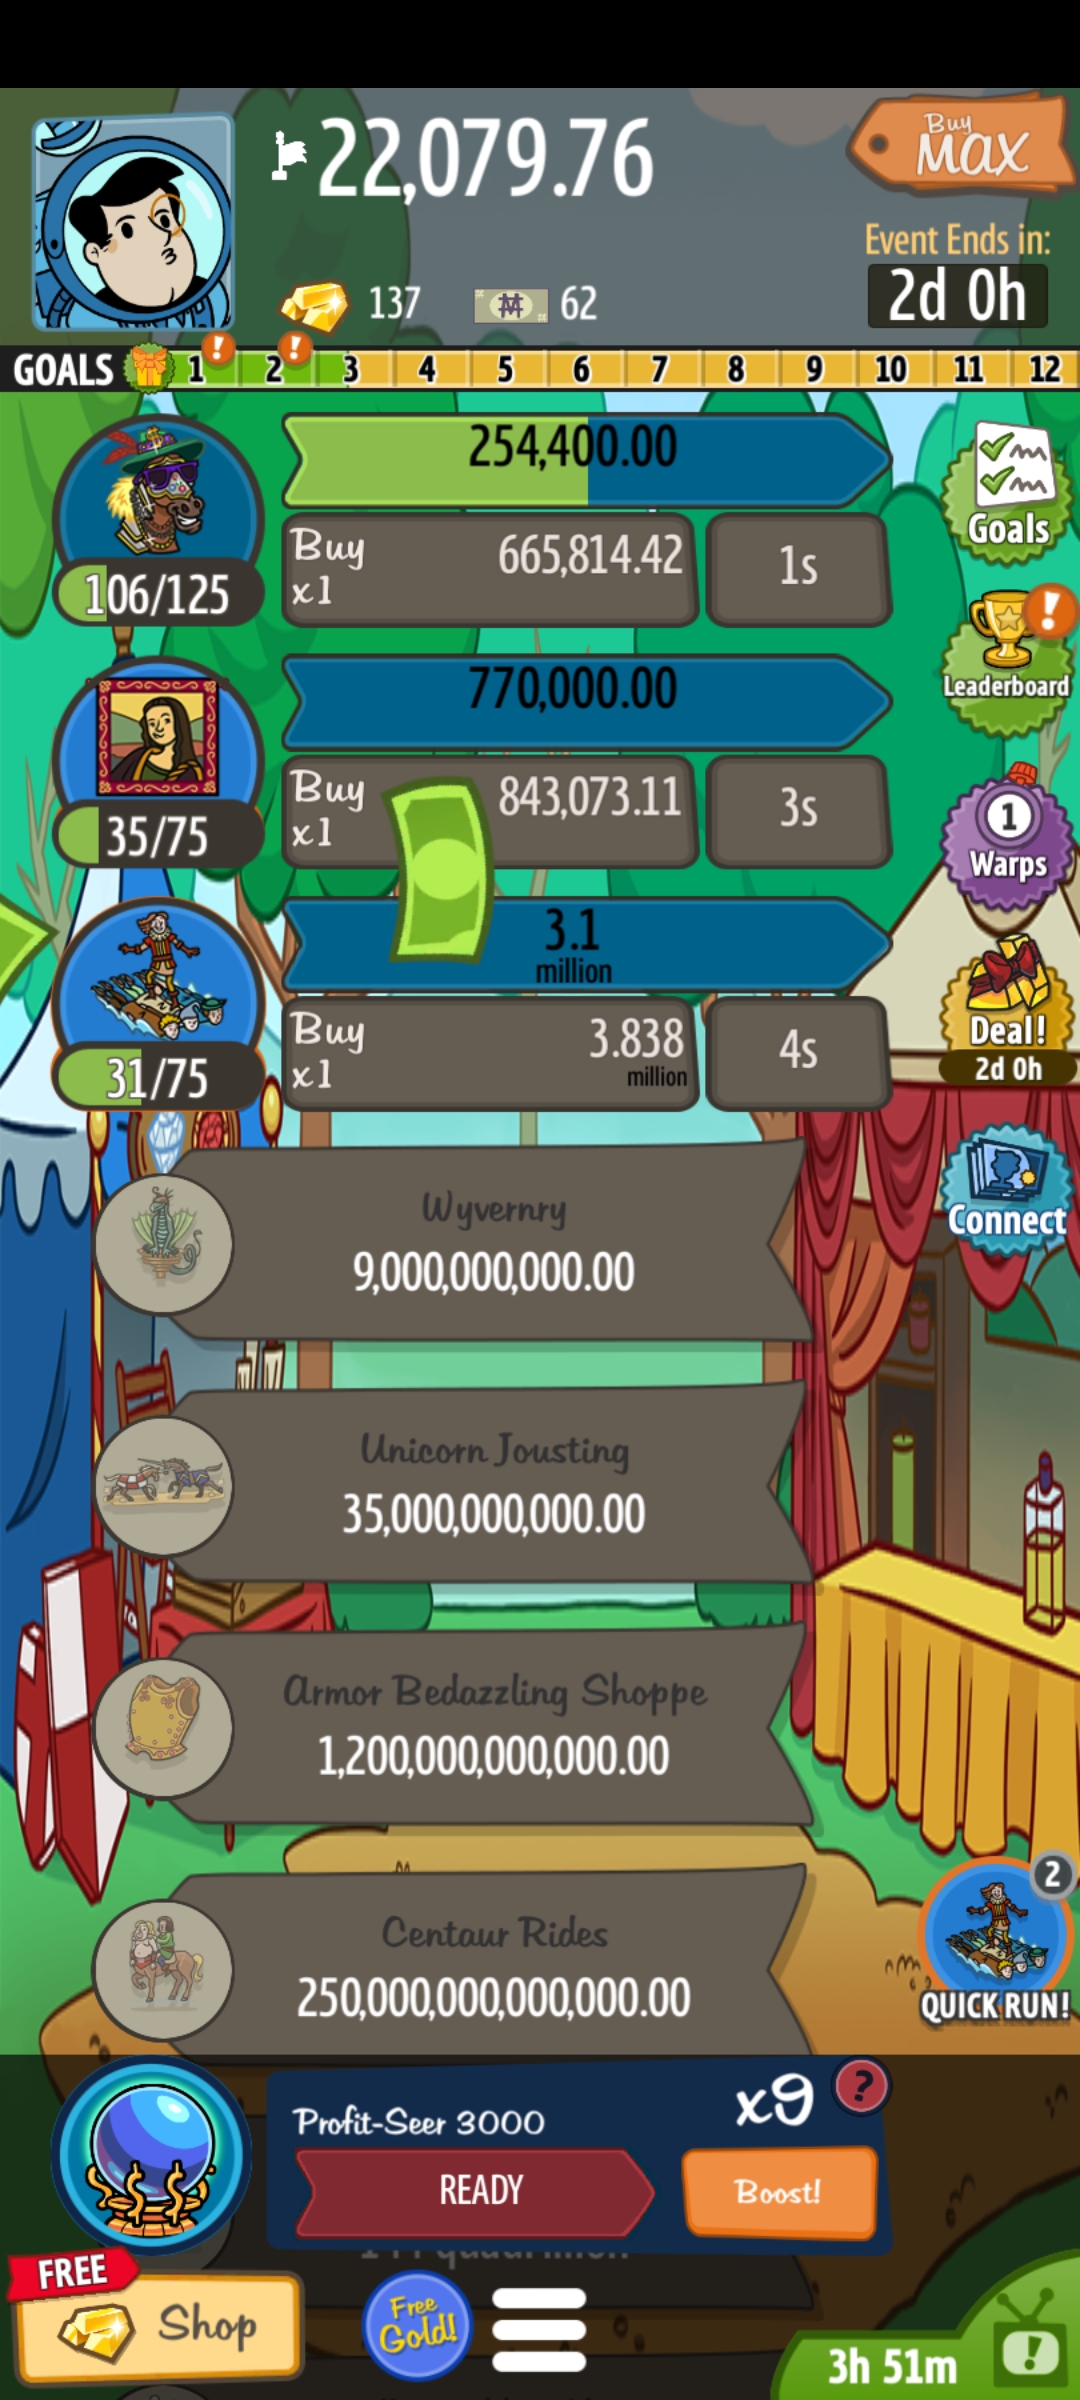 22,079.76
Buy
MAX
Event Ends in:
2d 0h
137
62
GOALS 1 ! 2 ! 3 4 5 6 7 8 9 10 11 12
254,400.00
Buy
x1
665,814.42
1s
106/125
Goals
770,000.00
Buy
x1
843,073.11
3s
35/75
!
Leaderboard
1
Warps
3.1
million
Buy
x1
3.838
million
4s
31/75
Deal!
2d 0h
Connect
Wyvernry
9,000,000,000.00
Unicorn Jousting
35,000,000,000.00
Armor Bedazzling Shoppe
1,200,000,000,000.00
Centaur Rides
250,000,000,000,000.00
2
QUICK RUN!
Profit-Seer 3000
x9
?
READY
Boost!
FREE
Shop
Free
Gold!
3h 51m
!